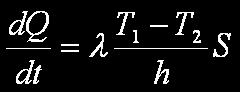 dQ/dt = λ (T₁ − T₂)/h S